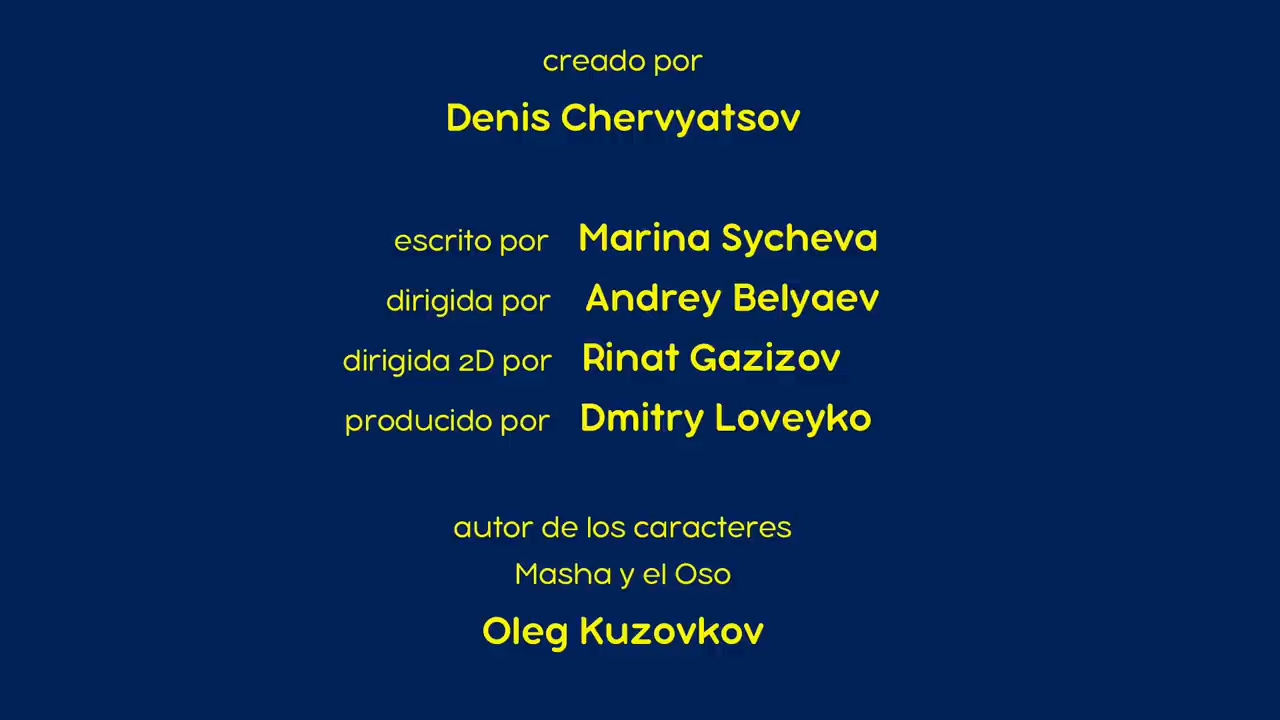 creado por
Denis Chervyatsov
escrito por Marina Sycheva
dirigida por Andrey Belyaev
dirigida 2D por Rinat Gazizov
producido por Dmitry Loveyko
autor de los caracteres
Masha y el Oso
Oleg Kuzovkov